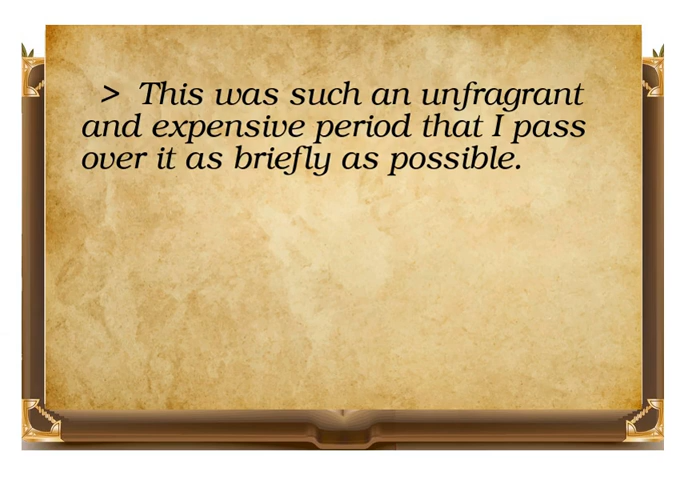 > This was such an unfragrant
and expensive period that I pass
over it as briefly as possible.